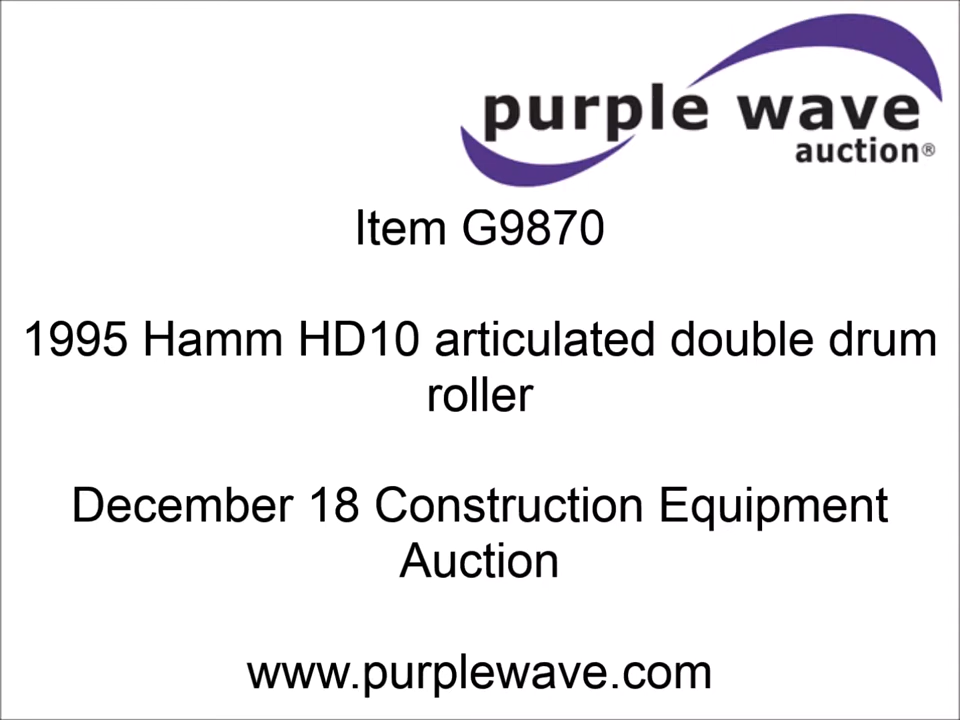 purple wave
auction®
Item G9870
1995 Hamm HD10 articulated double drum
roller
December 18 Construction Equipment
Auction
www.purplewave.com